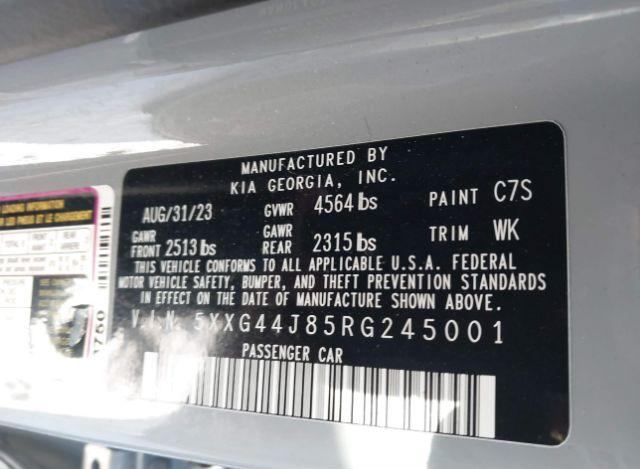 MANUFACTURED BY
KIA GEORGIA, INC.
AUG/31/23 GVWR 4564 lbs PAINT C7S
GAWR FRONT 2513 lbs GAWR REAR 2315 lbs TRIM WK
THIS VEHICLE CONFORMS TO ALL APPLICABLE U.S.A. FEDERAL
MOTOR VEHICLE SAFETY, BUMPER, AND THEFT PREVENTION STANDARDS
IN EFFECT ON THE DATE OF MANUFACTURE SHOWN ABOVE.
V.I.N. 5XXG44J85RG245001
PASSENGER CAR
LOADING INFORMATION